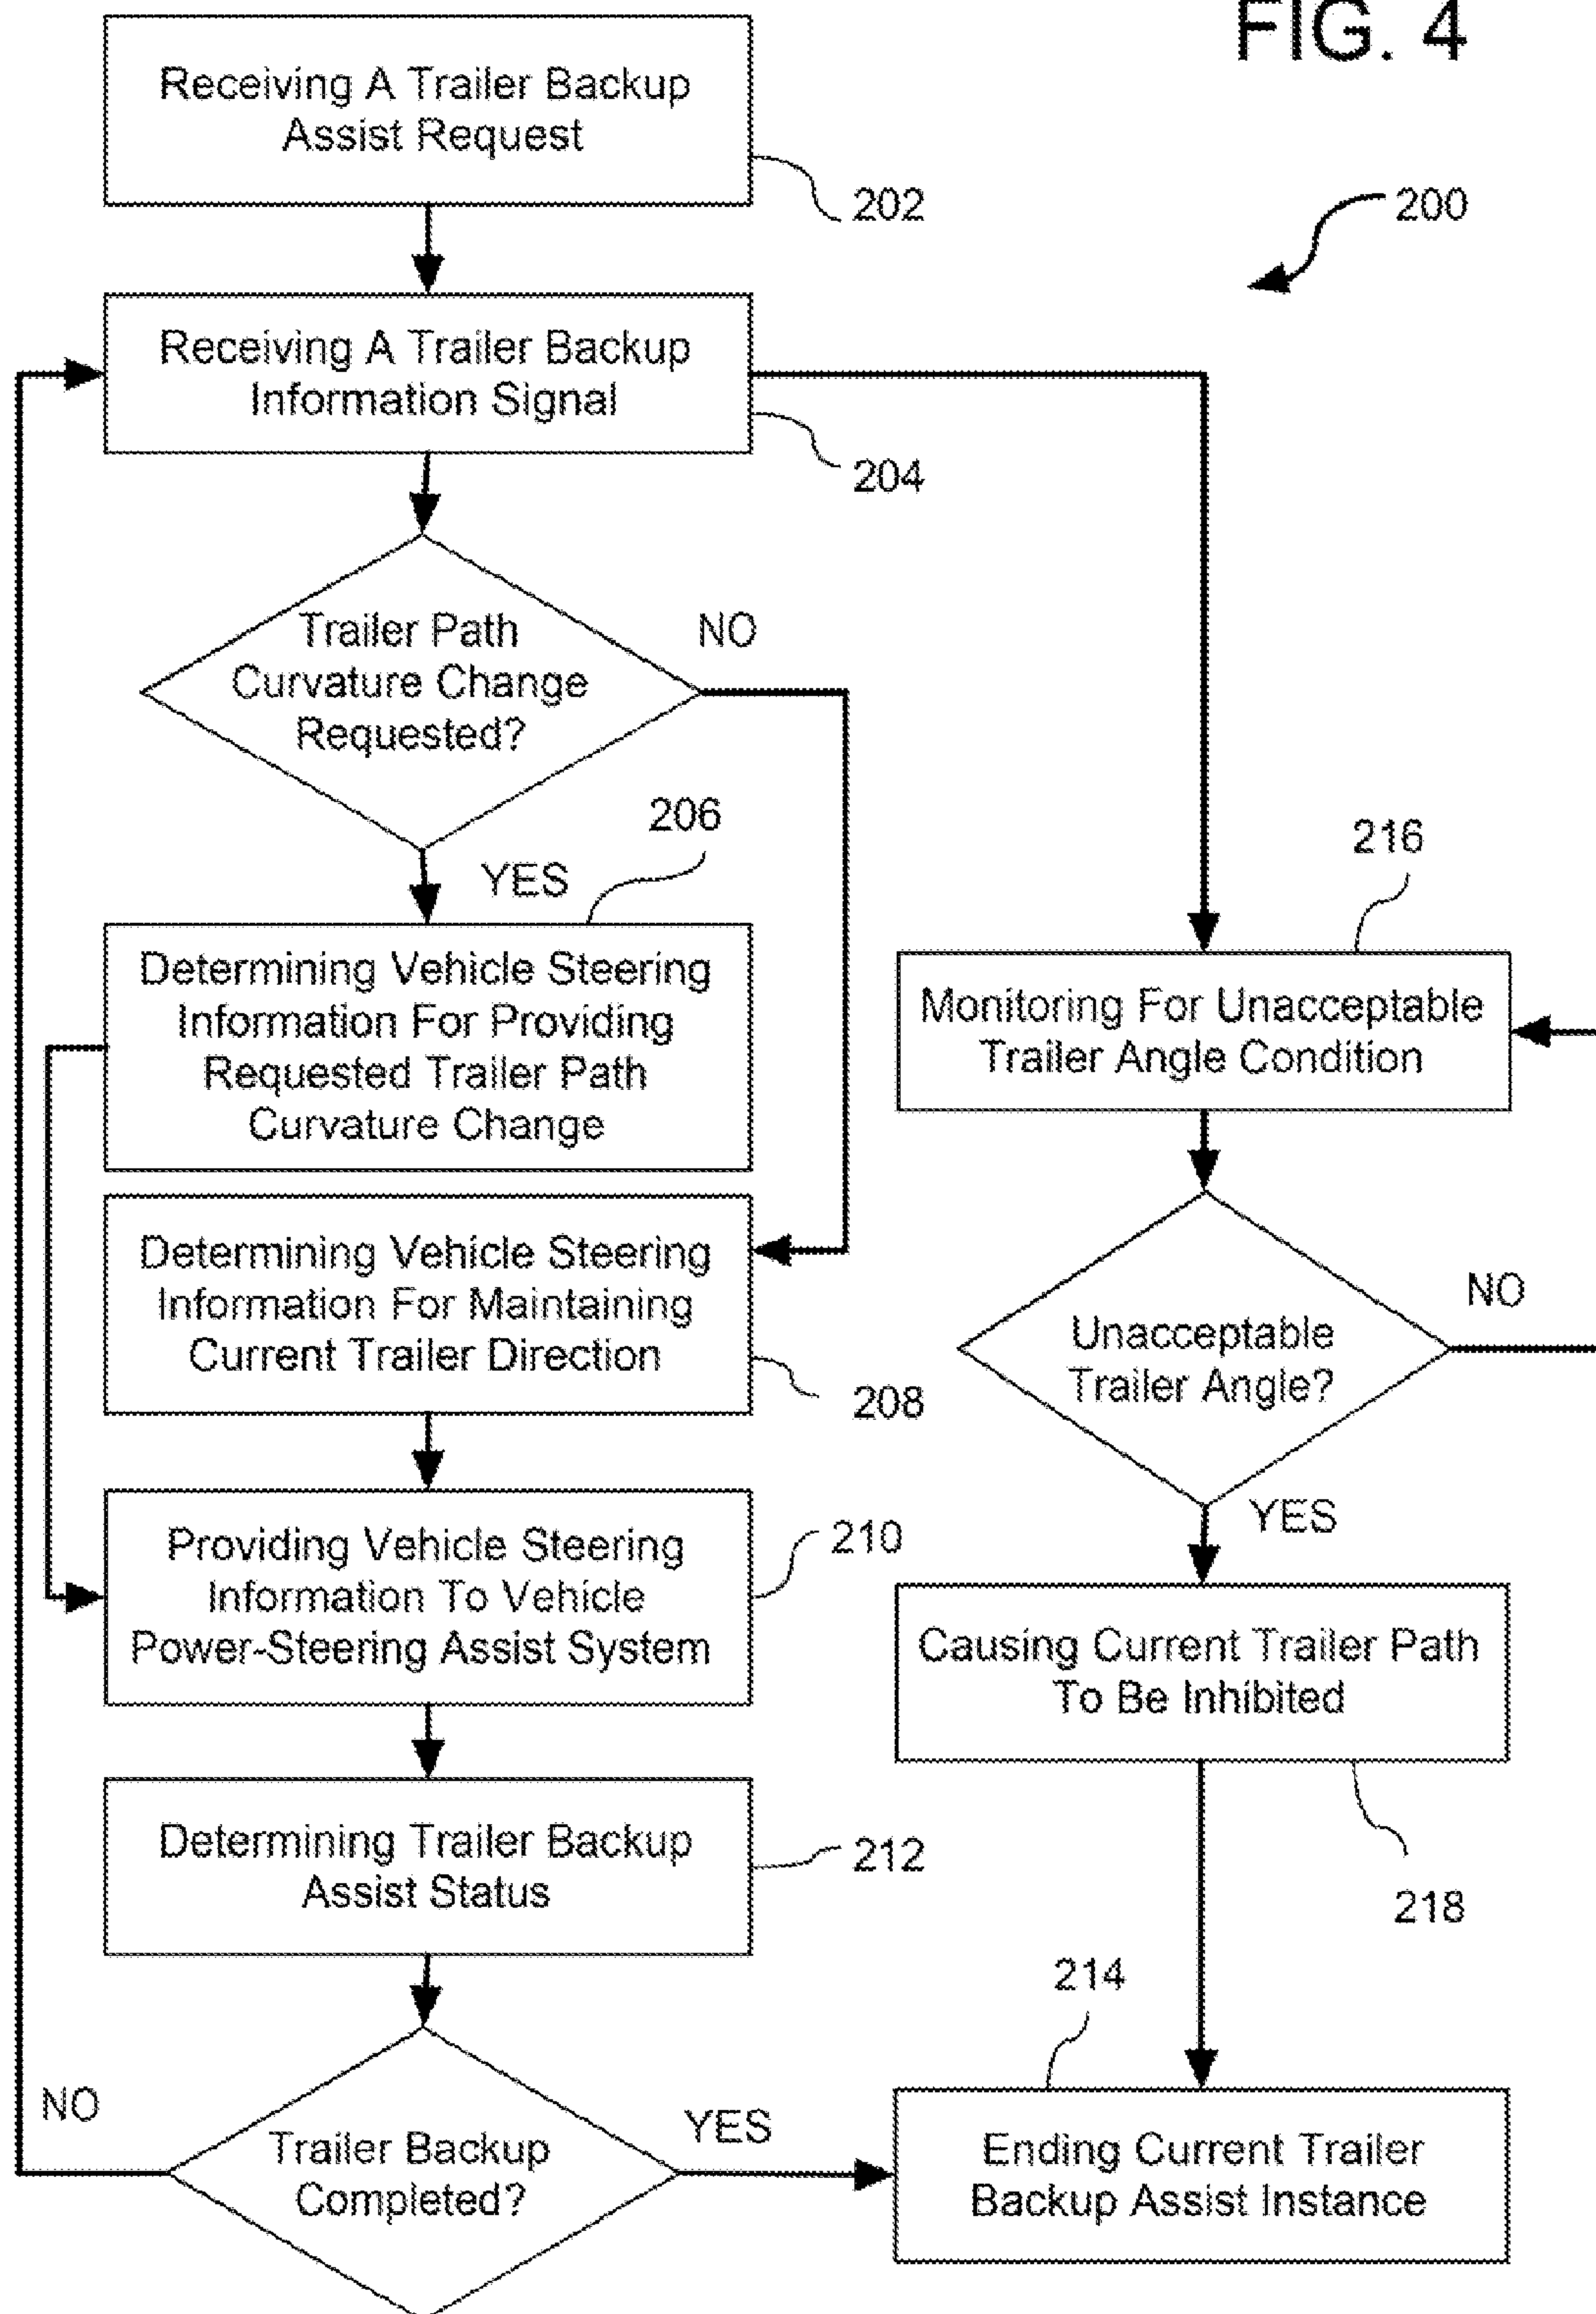 FIG. 4
Receiving A Trailer Backup
Assist Request
202
200
Receiving A Trailer Backup
Information Signal
204
Trailer Path
Curvature Change
Requested?
NO
YES
206
Determining Vehicle Steering
Information For Providing
Requested Trailer Path
Curvature Change
Determining Vehicle Steering
Information For Maintaining
Current Trailer Direction
208
Providing Vehicle Steering
Information To Vehicle
Power-Steering Assist System
210
Determining Trailer Backup
Assist Status
212
Trailer Backup
Completed?
NO
YES
216
Monitoring For Unacceptable
Trailer Angle Condition
Unacceptable
Trailer Angle?
NO
YES
Causing Current Trailer Path
To Be Inhibited
218
214
Ending Current Trailer
Backup Assist Instance